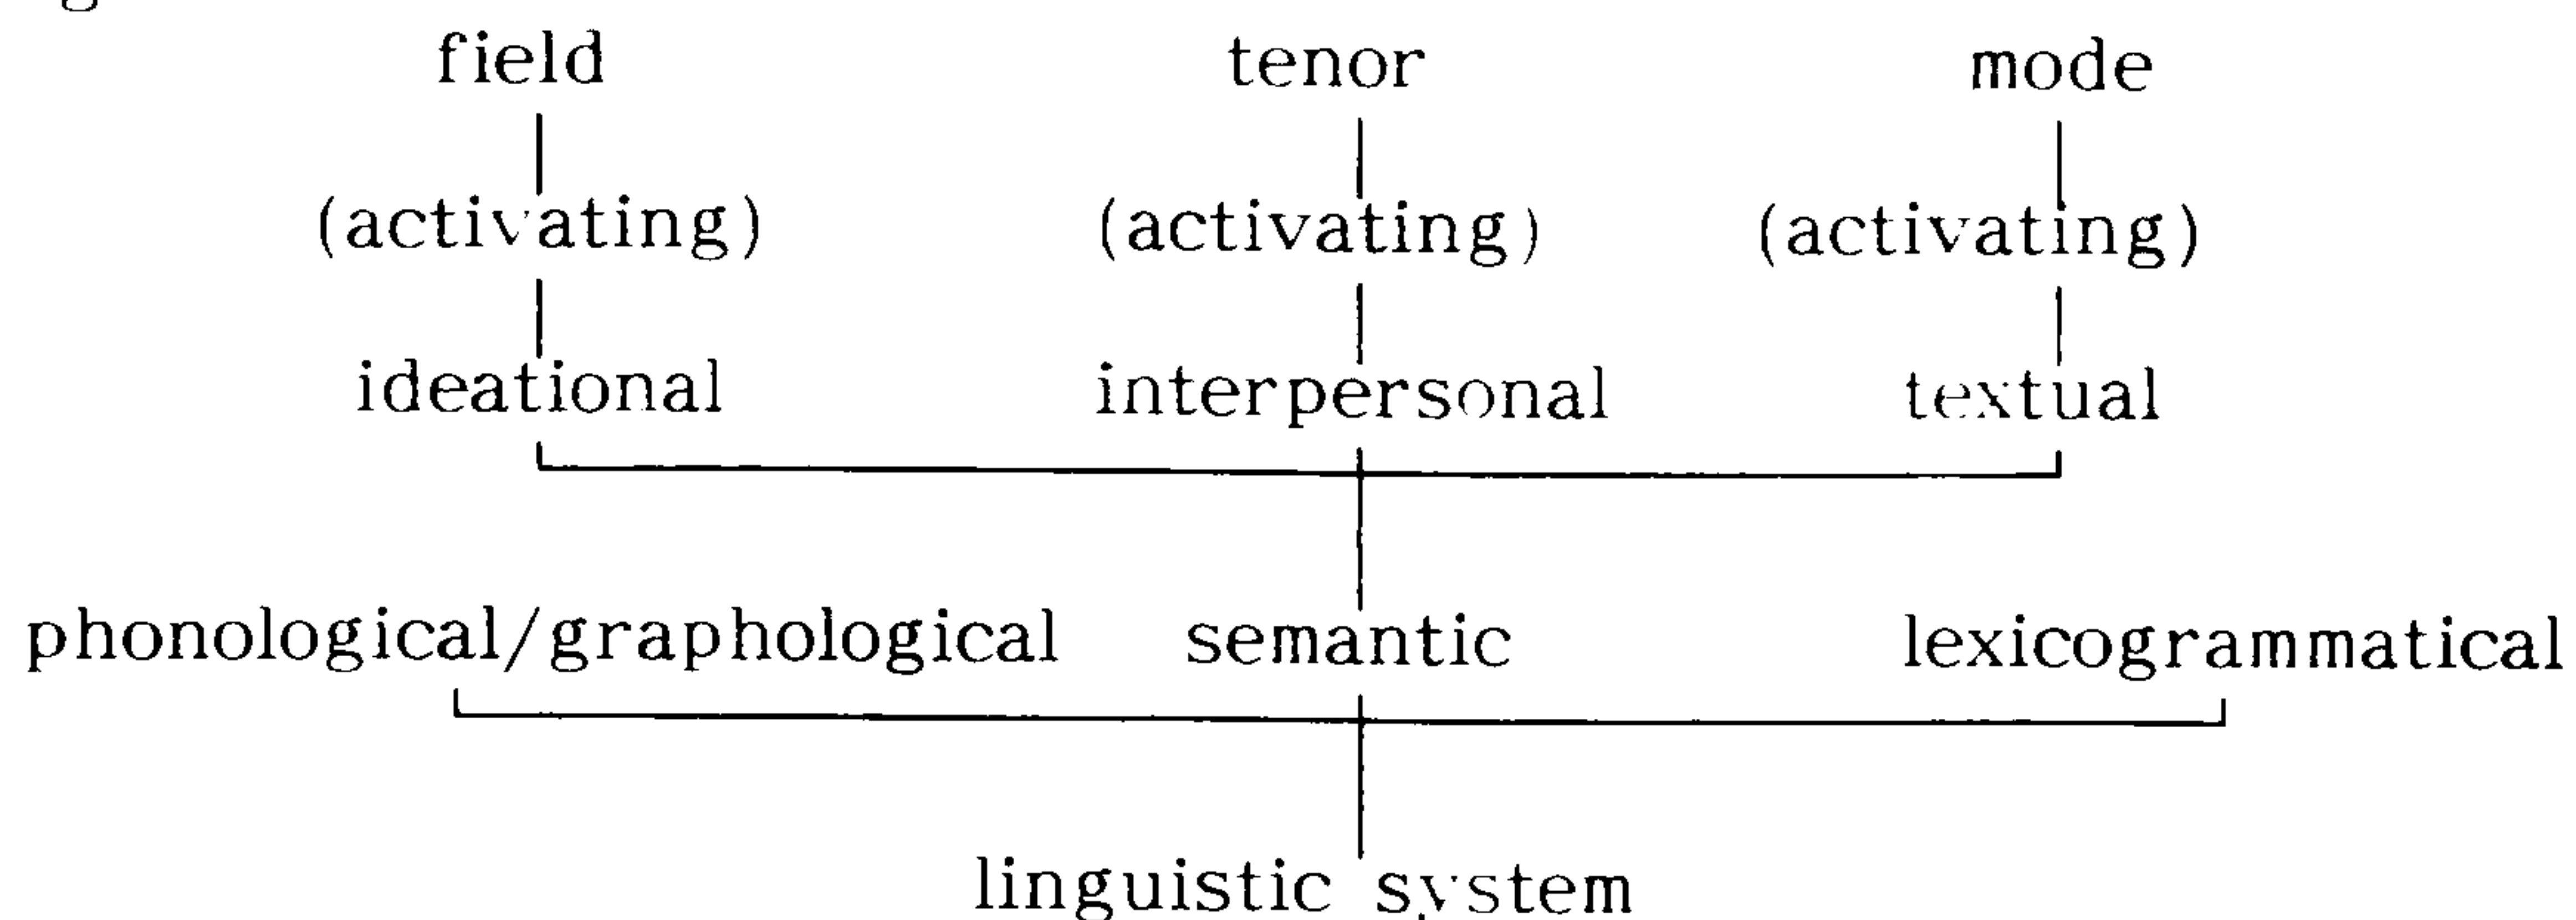 field tenor mode
(activating) (activating) (activating)
ideational interpersonal textual
phonological/graphological semantic lexicogrammatical
linguistic system